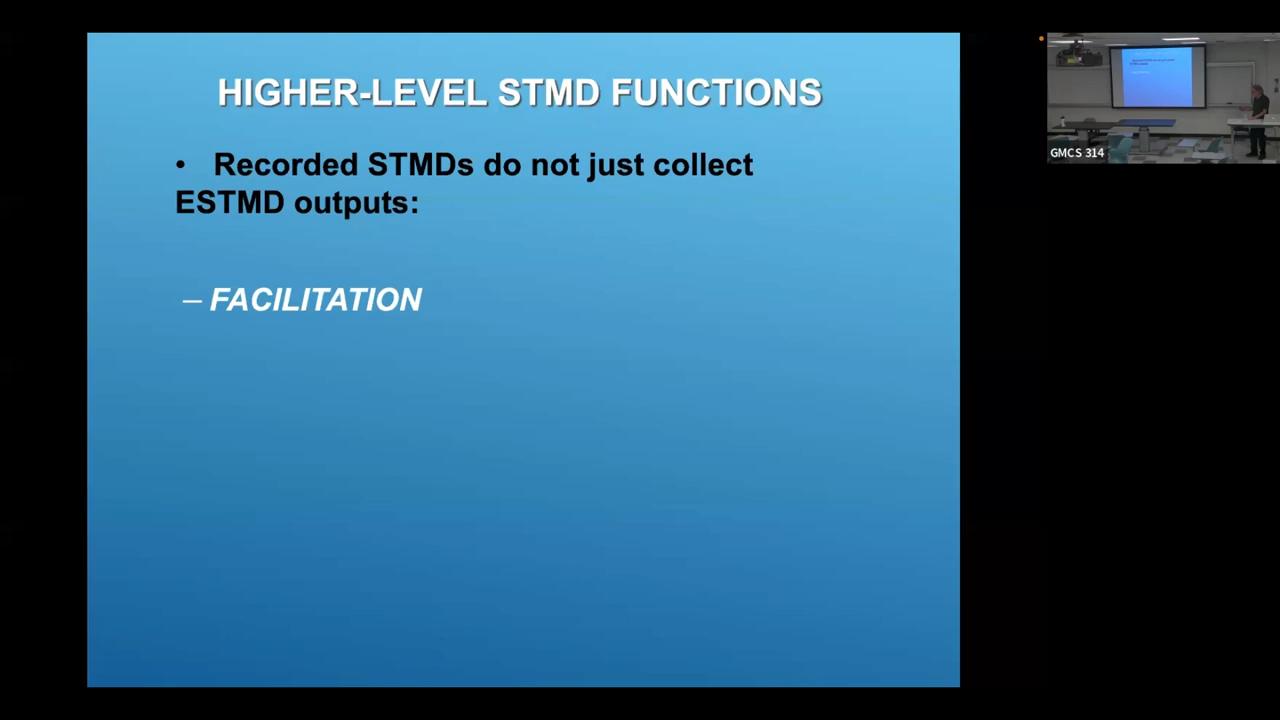 HIGHER-LEVEL STMD FUNCTIONS
• Recorded STMDs do not just collect
ESTMD outputs:
– FACILITATION
GMCS 314